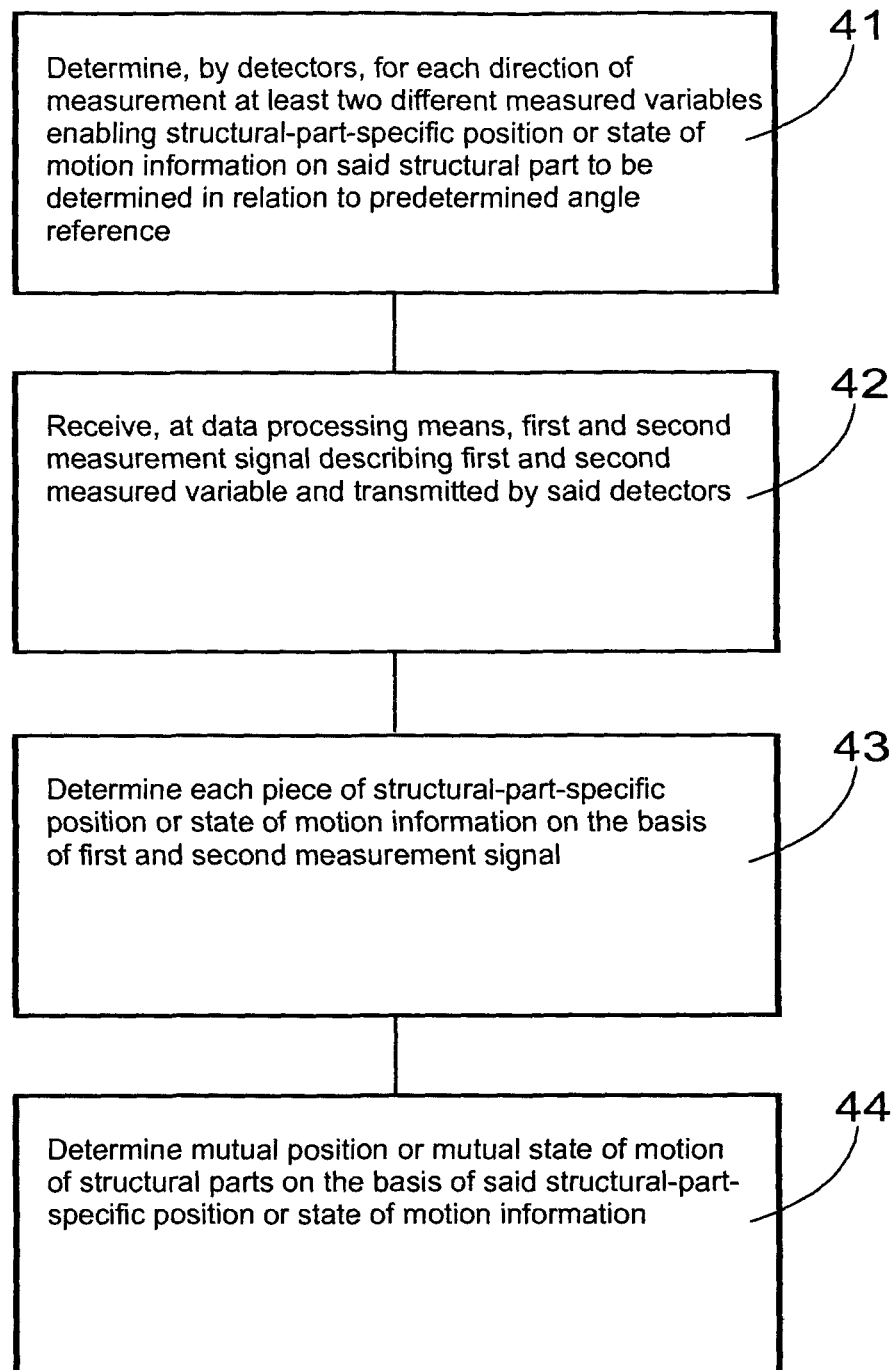 41
Determine, by detectors, for each direction of
measurement at least two different measured variables
enabling structural-part-specific position or state of
motion information on said structural part to be
determined in relation to predetermined angle
reference
42
Receive, at data processing means, first and second
measurement signal describing first and second
measured variable and transmitted by said detectors
43
Determine each piece of structural-part-specific
position or state of motion information on the basis
of first and second measurement signal
44
Determine mutual position or mutual state of motion
of structural parts on the basis of said structural-part-
specific position or state of motion information